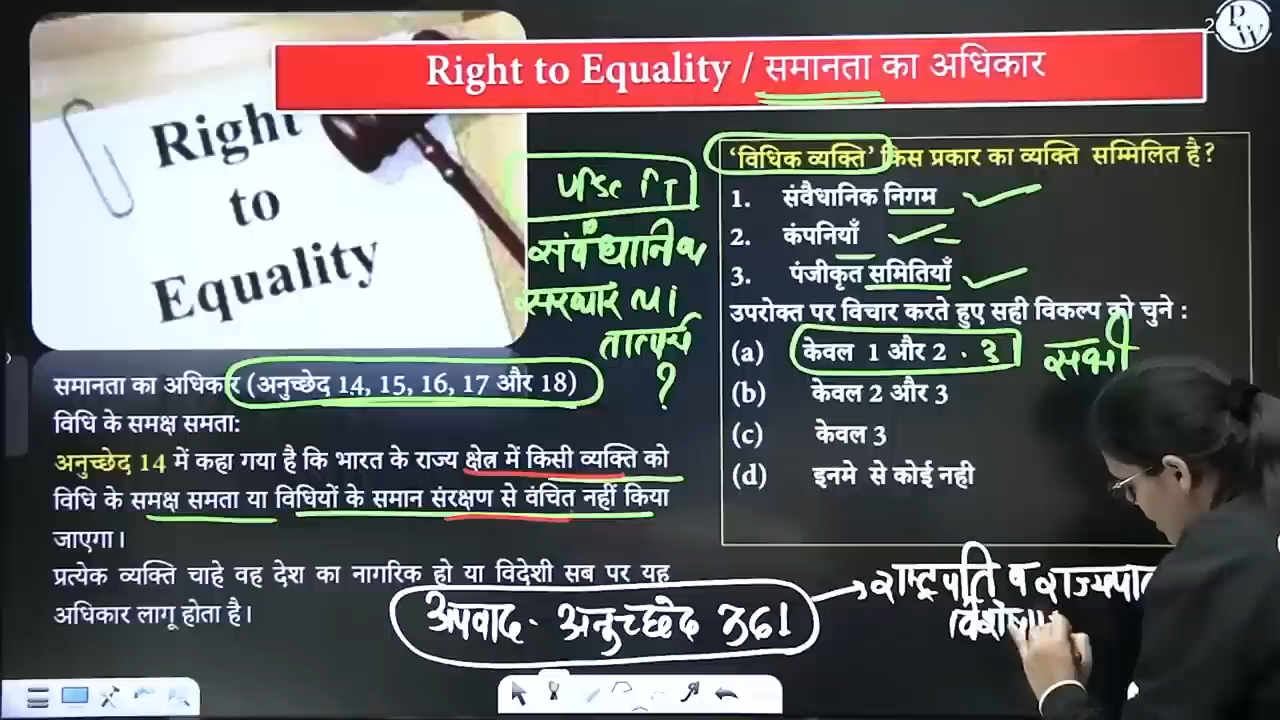 Right to Equality / समानता का अधिकार
PW
2
Right
to
Equality
UPSC PT
संवैधानिक
सरकार का
तात्पर्य
?
'विधिक व्यक्ति' किस प्रकार का व्यक्ति सम्मिलित है?
1. संवैधानिक निगम
2. कंपनियाँ
3. पंजीकृत समितियाँ
उपरोक्त पर विचार करते हुए सही विकल्प को चुने :
(a) केवल 1 और 2 . 3 सभी
(b) केवल 2 और 3
(c) केवल 3
(d) इनमे से कोई नही
समानता का अधिकार (अनुच्छेद 14, 15, 16, 17 और 18)
विधि के समक्ष समता:
अनुच्छेद 14 में कहा गया है कि भारत के राज्य क्षेत्र में किसी व्यक्ति को
विधि के समक्ष समता या विधियों के समान संरक्षण से वंचित नहीं किया
जाएगा।
प्रत्येक व्यक्ति चाहे वह देश का नागरिक हो या विदेशी सब पर यह
अधिकार लागू होता है।
अपवाद - अनुच्छेद 361
राष्ट्रपति व राज्यपाल